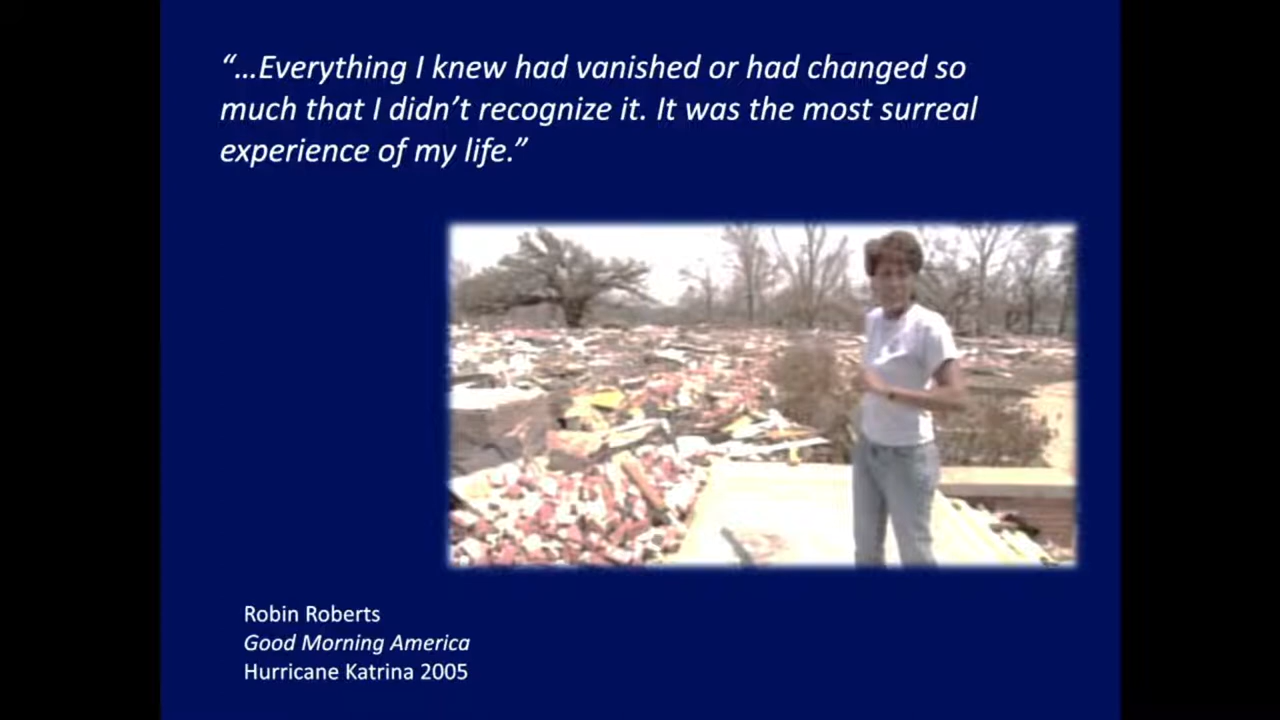 “…Everything I knew had vanished or had changed so
much that I didn’t recognize it. It was the most surreal
experience of my life.”
Robin Roberts
Good Morning America
Hurricane Katrina 2005